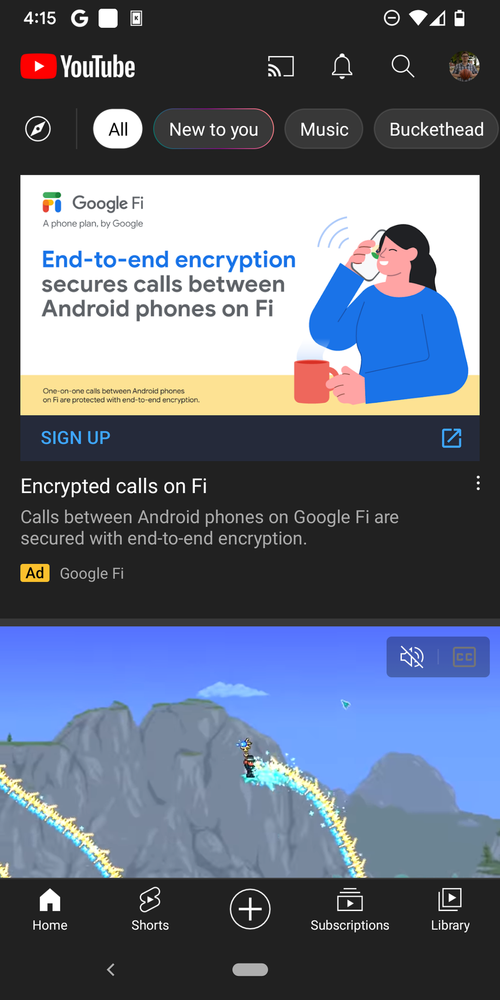 4:15
YouTube
All
New to you
Music
Buckethead
Google Fi
A phone plan, by Google
End-to-end encryption
secures calls between
Android phones on Fi
One-on-one calls between Android phones
on Fi are protected with end-to-end encryption.
SIGN UP
Encrypted calls on Fi
Calls between Android phones on Google Fi are
secured with end-to-end encryption.
Ad Google Fi
CC
Home
Shorts
Subscriptions
Library